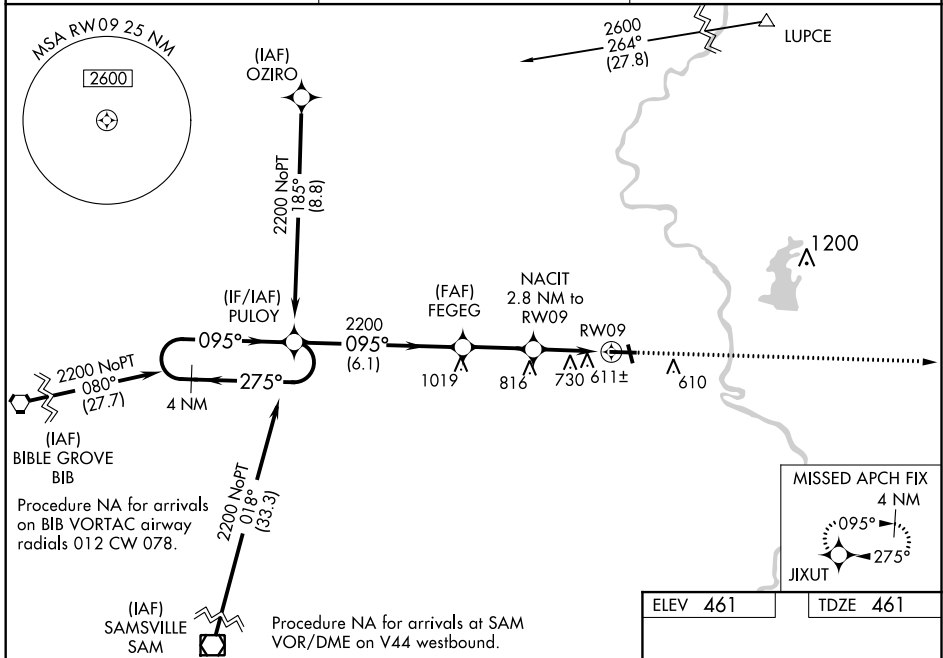 MSA RW09 25 NM
2600
(IAF)
OZIRO
2600
264°
(27.8)
LUPCE
2200 NoPT
185°
(8.8)
1200
(IF/IAF)
PULOY
(FAF)
FEGEG
NACIT
2.8 NM to
RW09
RW09
095°
2200
095°
(6.1)
2200 NoPT
080°
(27.7)
275°
4 NM
1019
816
730
611±
610
(IAF)
BIBLE GROVE
BIB
Procedure NA for arrivals
on BIB VORTAC airway
radials 012 CW 078.
2200 NoPT
018°
(33.3)
MISSED APCH FIX
4 NM
095°
275°
JIXUT
(IAF)
SAMSVILLE
SAM
Procedure NA for arrivals at SAM
VOR/DME on V44 westbound.
ELEV 461
TDZE 461